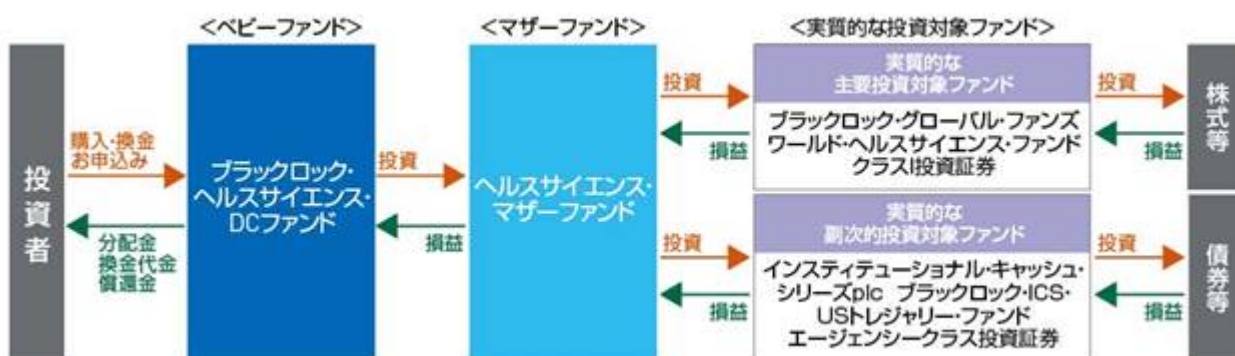 <ベビーファンド>
<マザーファンド>
<実質的な投資対象ファンド>
投資者
購入・換金
お申込み
分配金
換金代金
償還金
ブラックロック・
ヘルスサイエンス・
DCファンド
投資
損益
ヘルスサイエンス・
マザーファンド
投資
損益
実質的な
主要投資対象ファンド
ブラックロック・グローバル・ファンズ
ワールド・ヘルスサイエンス・ファンド
クラスI投資証券
投資
損益
株式等
投資
損益
実質的な
副次的投資対象ファンド
インスティテューショナル・キャッシュ・
シリーズplc ブラックロック・ICS・
USトレジャリー・ファンド
エージェンシークラス投資証券
投資
損益
債券等